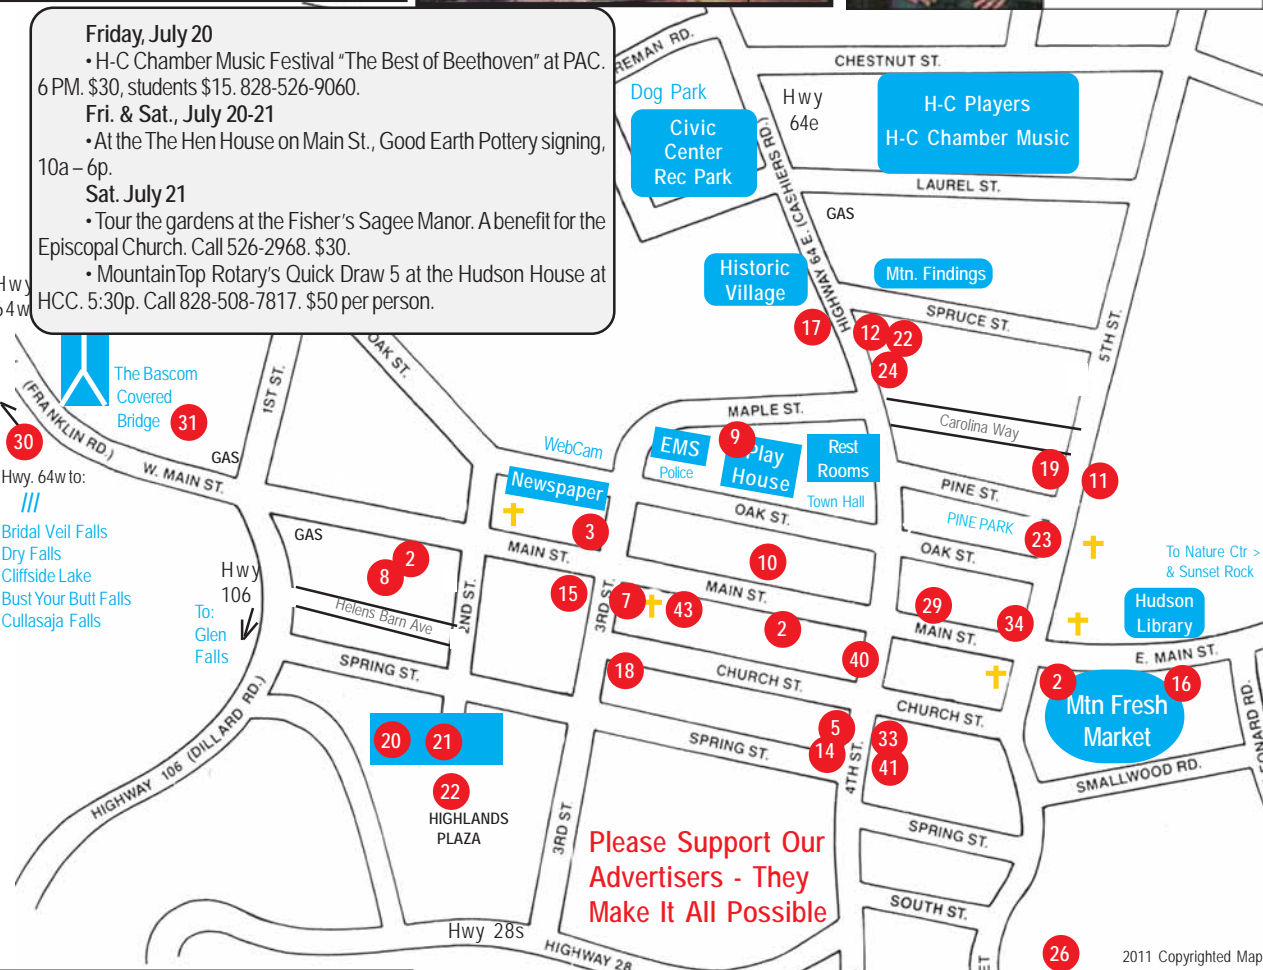 Friday, July 20
• H-C Chamber Music Festival “The Best of Beethoven” at PAC.
6 PM. $30, students $15. 828-526-9060.
Fri. & Sat., July 20-21
• At the The Hen House on Main St., Good Earth Pottery signing,
10a – 6p.
Sat. July 21
• Tour the gardens at the Fisher’s Sagee Manor. A benefit for the
Episcopal Church. Call 526-2968. $30.
• MountainTop Rotary’s Quick Draw 5 at the Hudson House at
HCC. 5:30p. Call 828-508-7817. $50 per person.
REMAN RD.
CHESTNUT ST.
Dog Park
Civic
Center
Rec Park
Hwy
64e
H-C Players
H-C Chamber Music
LAUREL ST.
GAS
HIGHWAY 64 E. (CASHIERS RD.)
Historic
Village
Mtn. Findings
SPRUCE ST.
5TH ST.
17
12
22
24
Hwy
64w
OAK ST.
1ST ST.
The Bascom
Covered
Bridge
31
(FRANKLIN RD.)
30
W. MAIN ST.
GAS
MAPLE ST.
Carolina Way
WebCam
EMS
Police
9
Play
House
Rest
Rooms
Town Hall
19
11
PINE ST.
Hwy. 64w to:
Bridal Veil Falls
Dry Falls
Cliffside Lake
Bust Your Butt Falls
Cullasaja Falls
Newspaper
3
OAK ST.
PINE PARK
23
OAK ST.
To Nature Ctr >
& Sunset Rock
GAS
2
8
MAIN ST.
10
Hwy
106
To:
Glen
Falls
Helens Barn Ave
2ND ST.
15
3RD ST.
7
43
MAIN ST.
2
29
MAIN ST.
34
Hudson
Library
E. MAIN ST.
SPRING ST.
18
CHURCH ST.
40
2
16
Mtn Fresh
Market
ONARD RD.
CHURCH ST.
20
21
22
HIGHLANDS
PLAZA
HIGHWAY 106 (DILLARD RD.)
SPRING ST.
5
14
4TH ST.
33
41
SMALLWOOD RD.
3RD ST.
Please Support Our
Advertisers - They
Make It All Possible
SPRING ST.
SOUTH ST.
Hwy 28s
HIGHWAY 28
ET
26
2011 Copyrighted Map